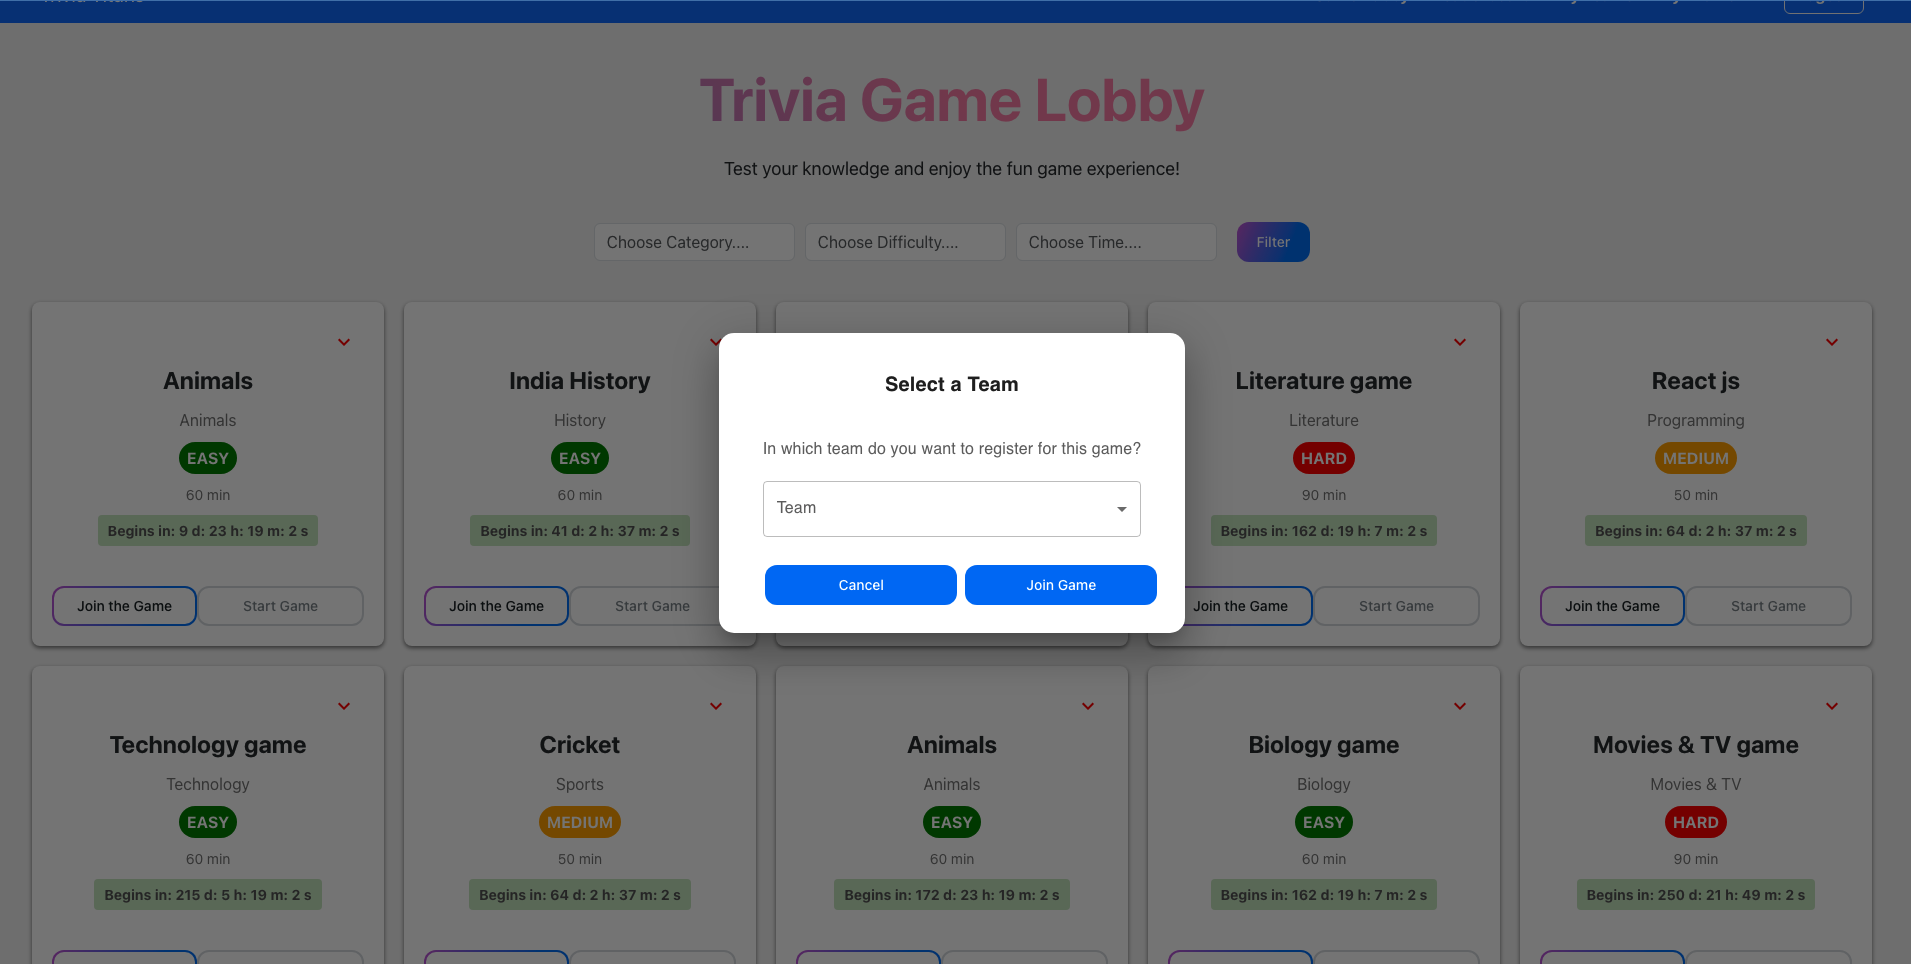 Trivia Game Lobby
Test your knowledge and enjoy the fun game experience!
Choose Category....
Choose Difficulty....
Choose Time....
Filter
Animals
Animals
EASY
60 min
Begins in: 9 d: 23 h: 19 m: 2 s
Join the Game
Start Game
India History
History
EASY
60 min
Begins in: 41 d: 2 h: 37 m: 2 s
Join the Game
Start Game
Select a Team
In which team do you want to register for this game?
Team
Cancel
Join Game
Literature game
Literature
HARD
90 min
Begins in: 162 d: 19 h: 7 m: 2 s
Join the Game
Start Game
React js
Programming
MEDIUM
50 min
Begins in: 64 d: 2 h: 37 m: 2 s
Join the Game
Start Game
Technology game
Technology
EASY
60 min
Begins in: 215 d: 5 h: 19 m: 2 s
Cricket
Sports
MEDIUM
50 min
Begins in: 64 d: 2 h: 37 m: 2 s
Animals
Animals
EASY
60 min
Begins in: 172 d: 23 h: 19 m: 2 s
Biology game
Biology
EASY
60 min
Begins in: 162 d: 19 h: 7 m: 2 s
Movies & TV game
Movies & TV
HARD
90 min
Begins in: 250 d: 21 h: 49 m: 2 s